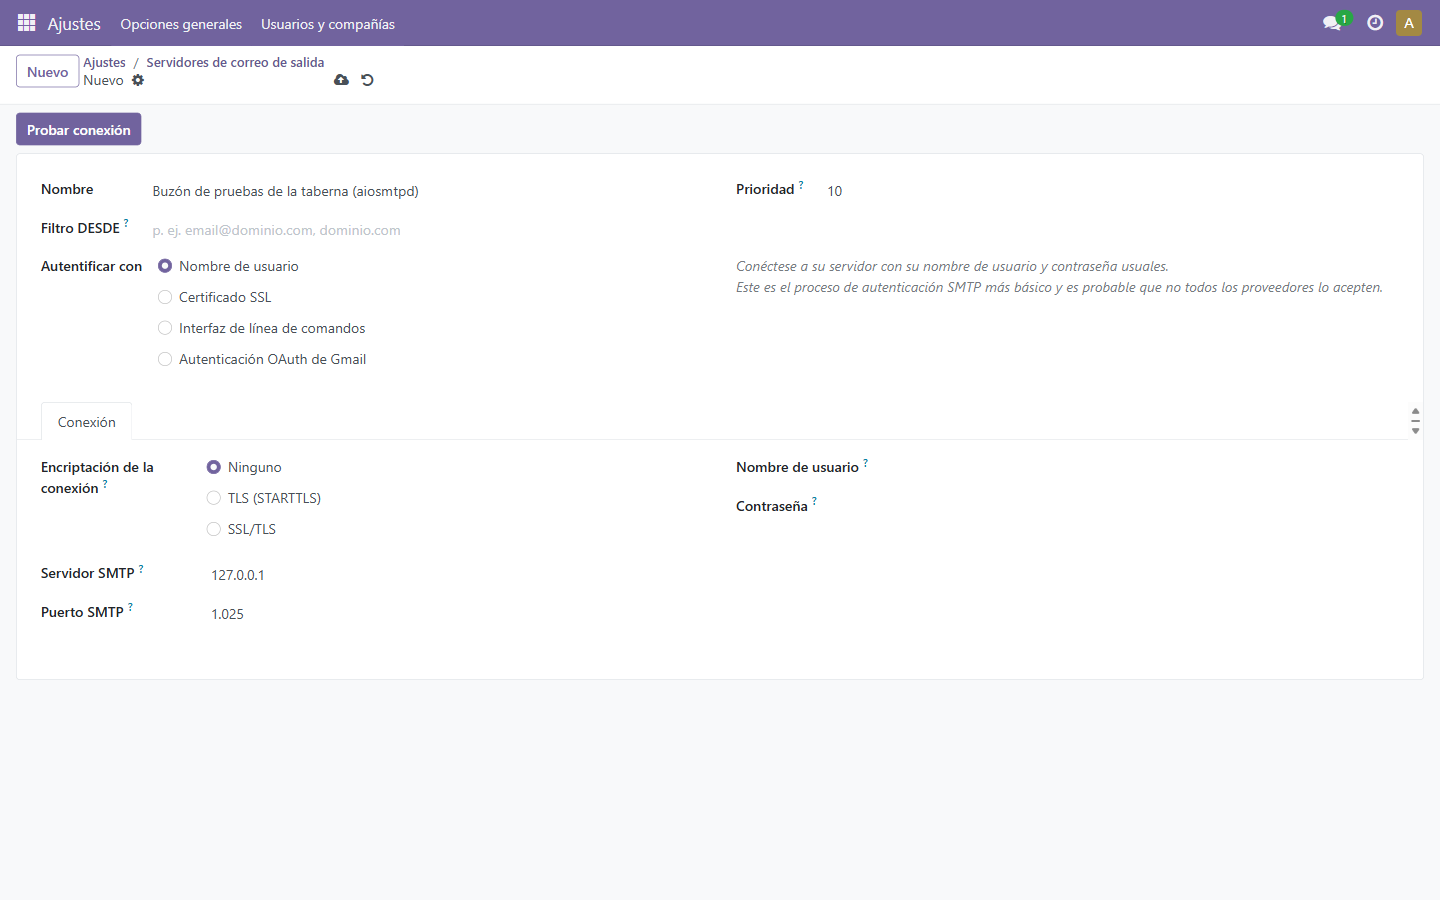 Ajustes Opciones generales Usuarios y compañías 1 A
Nuevo Ajustes / Servidores de correo de salida
Nuevo
Probar conexión
Nombre Buzón de pruebas de la taberna (aiosmtpd) Prioridad ? 10
Filtro DESDE ? p. ej. email@dominio.com, dominio.com
Autentificar con Nombre de usuario
Certificado SSL
Interfaz de línea de comandos
Autenticación OAuth de Gmail
Conéctese a su servidor con su nombre de usuario y contraseña usuales.
Este es el proceso de autenticación SMTP más básico y es probable que no todos los proveedores lo acepten.
Conexión
Encriptación de la
conexión ?
Ninguno
TLS (STARTTLS)
SSL/TLS
Servidor SMTP ? 127.0.0.1
Puerto SMTP ? 1.025
Nombre de usuario ?
Contraseña ?